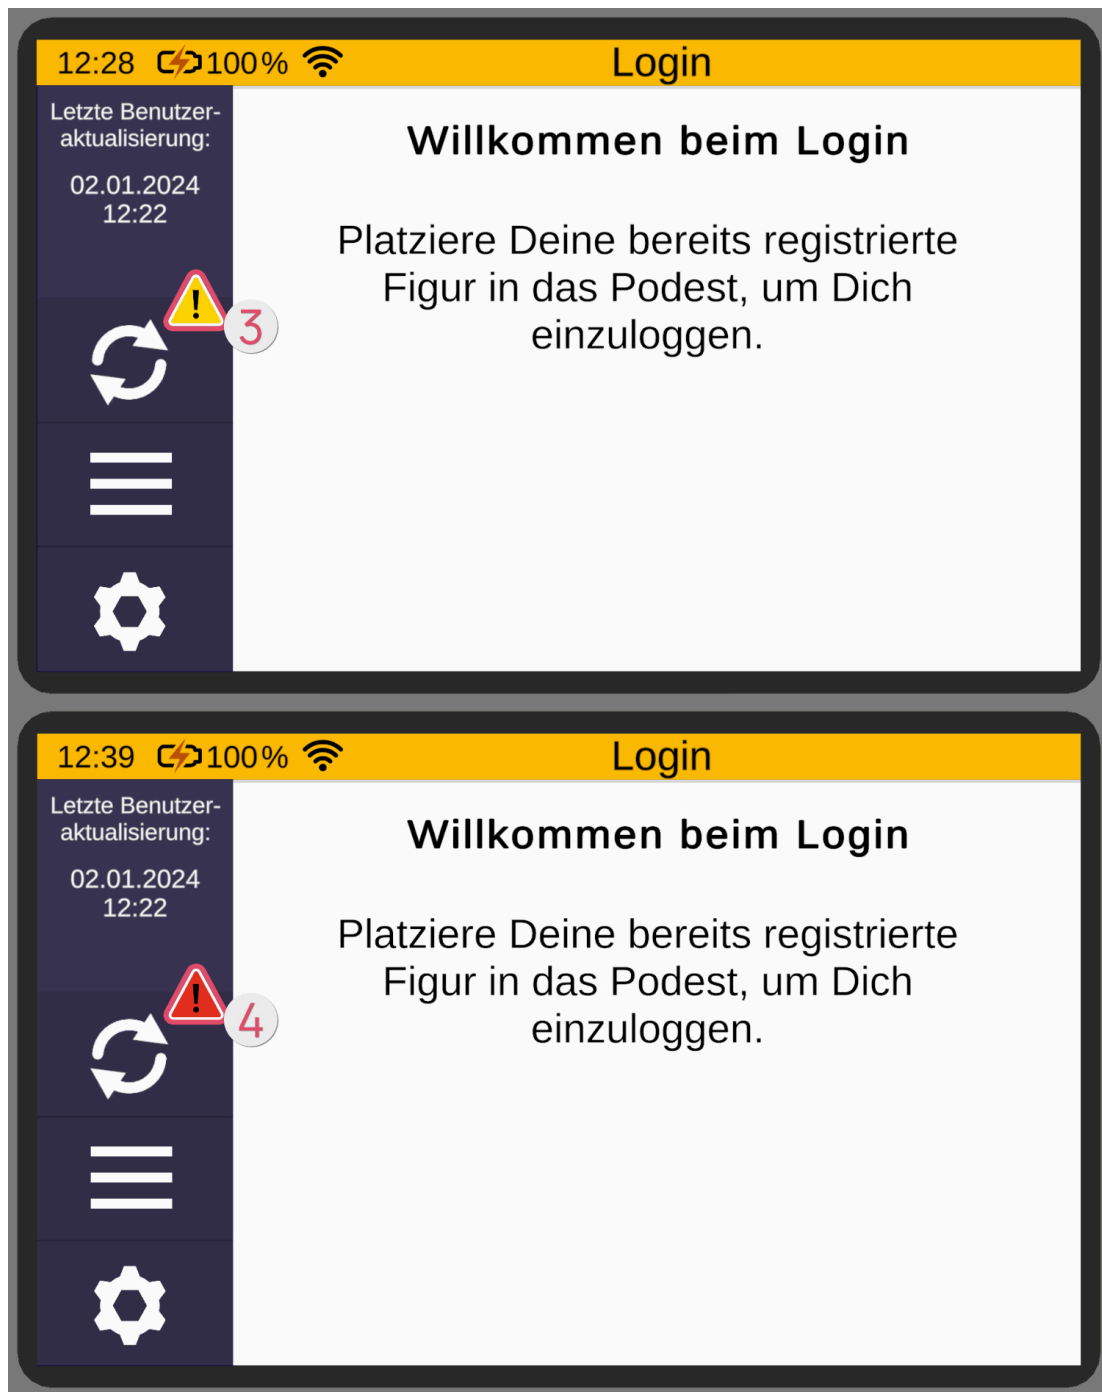 12:28 100% Login
Letzte Benutzer-
aktualisierung:
02.01.2024
12:22
!
3
Willkommen beim Login
Platziere Deine bereits registrierte
Figur in das Podest, um Dich
einzuloggen.
12:39 100% Login
Letzte Benutzer-
aktualisierung:
02.01.2024
12:22
!
4
Willkommen beim Login
Platziere Deine bereits registrierte
Figur in das Podest, um Dich
einzuloggen.